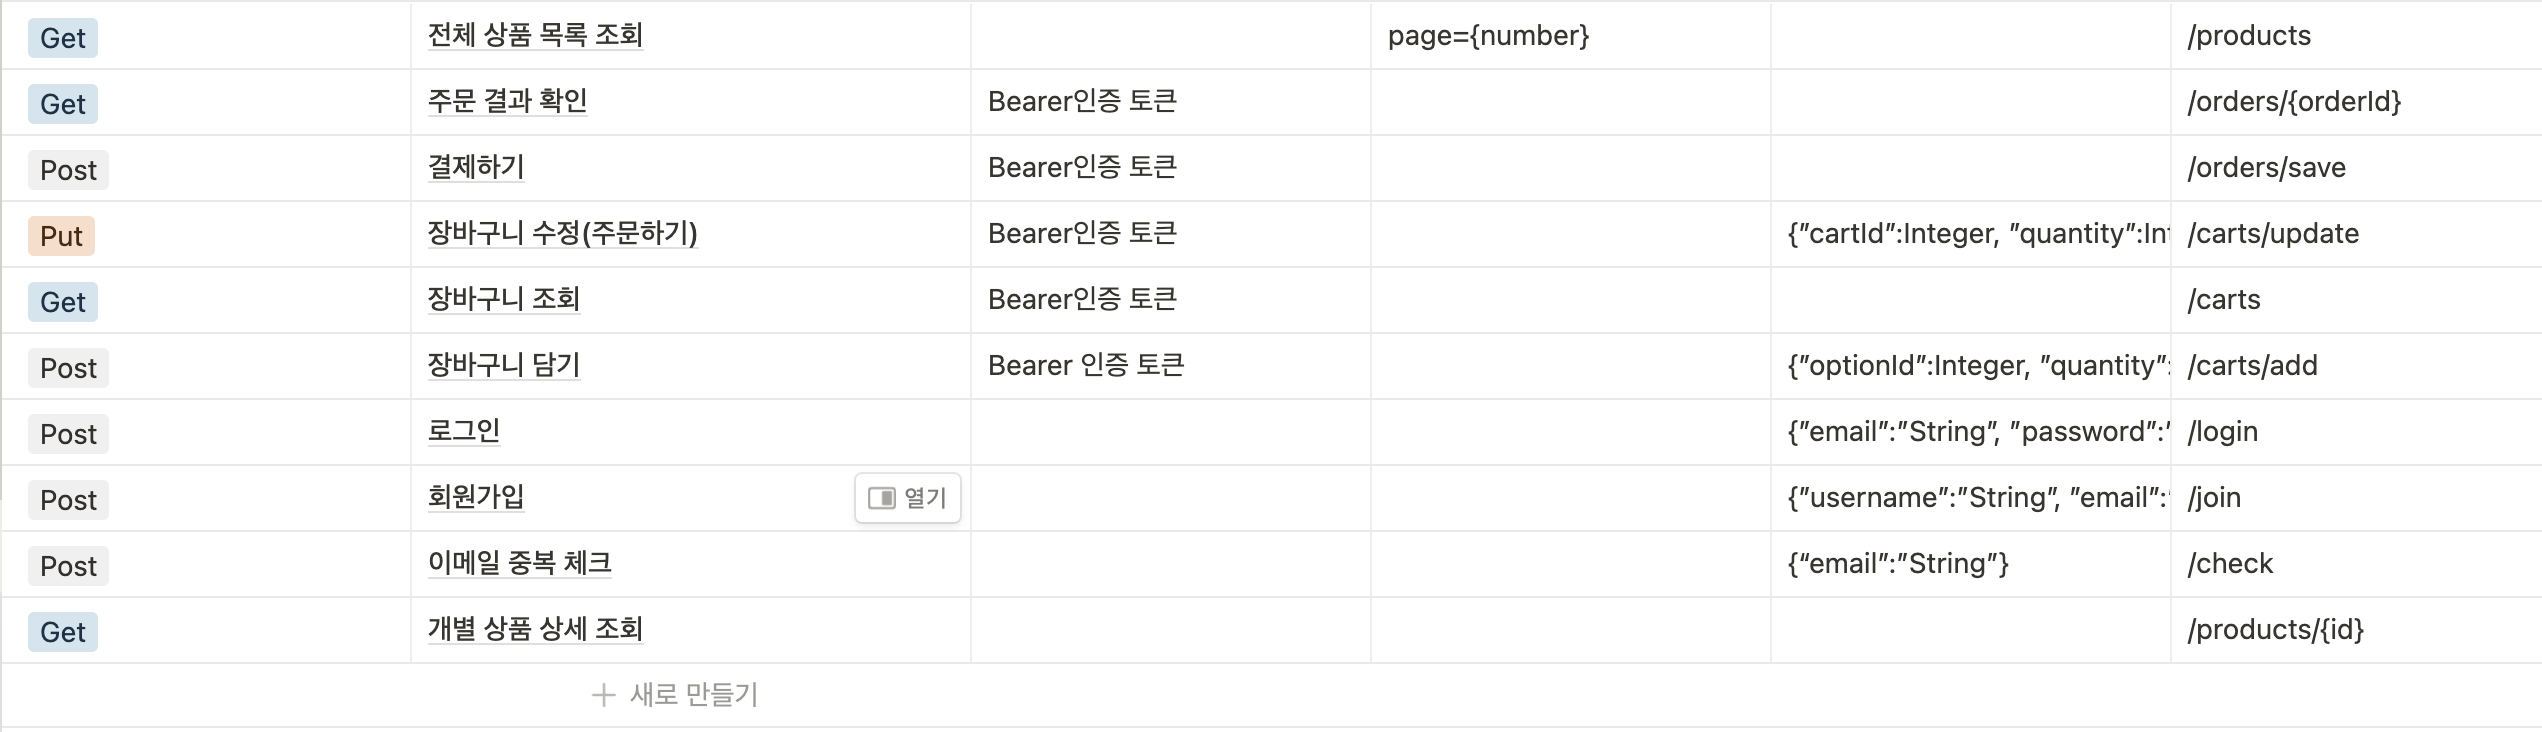 Get 전체 상품 목록 조회 page={number} /products
Get 주문 결과 확인 Bearer인증 토큰 /orders/{orderId}
Post 결제하기 Bearer인증 토큰 /orders/save
Put 장바구니 수정(주문하기) Bearer인증 토큰 {”cartId”:Integer, ”quantity”:Int /carts/update
Get 장바구니 조회 Bearer인증 토큰 /carts
Post 장바구니 담기 Bearer 인증 토큰 {”optionId”:Integer, ”quantity”: /carts/add
Post 로그인 {”email”:”String”, ”password”:” /login
Post 회원가입 열기 {”username”:”String”, ”email”:” /join
Post 이메일 중복 체크 {“email”:”String”} /check
Get 개별 상품 상세 조회 /products/{id}
+ 새로 만들기